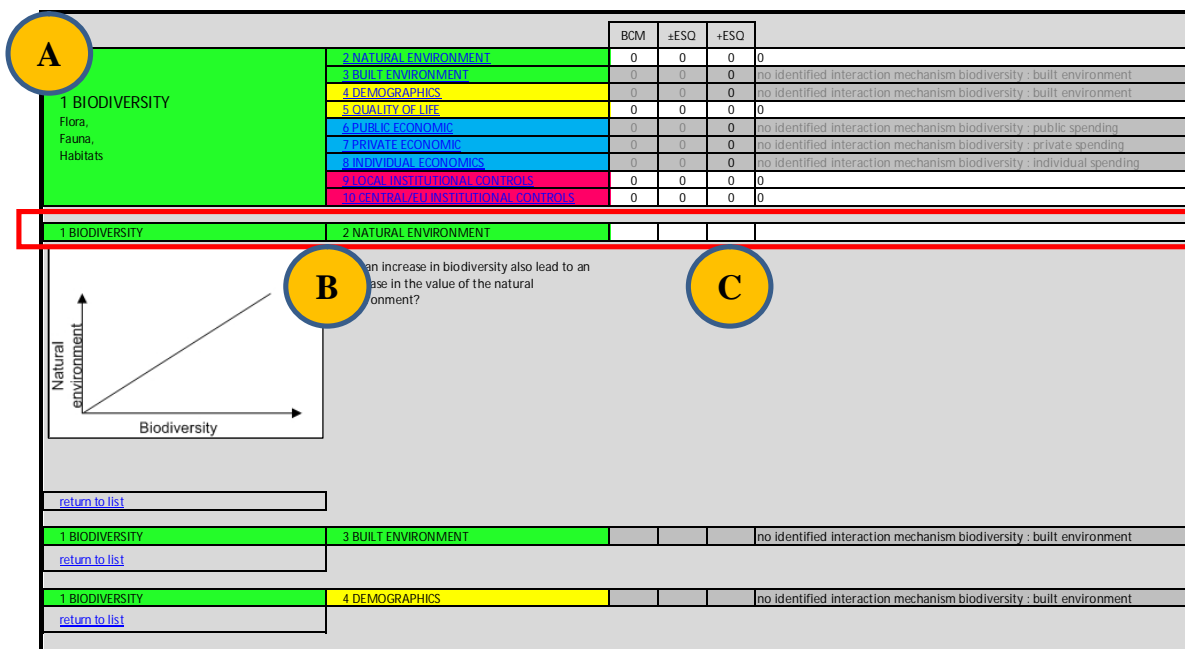 BCM ±ESQ +ESQ
A
1 BIODIVERSITY
Flora,
Fauna,
Habitats
2 NATURAL ENVIRONMENT 0 0 0 0
3 BUILT ENVIRONMENT 0 0 0 no identified interaction mechanism biodiversity : built environment
4 DEMOGRAPHICS 0 0 0 no identified interaction mechanism biodiversity : built environment
5 QUALITY OF LIFE 0 0 0 0
6 PUBLIC ECONOMIC 0 0 0 no identified interaction mechanism biodiversity : public spending
7 PRIVATE ECONOMIC 0 0 0 no identified interaction mechanism biodiversity : private spending
8 INDIVIDUAL ECONOMICS 0 0 0 no identified interaction mechanism biodiversity : individual spending
9 LOCAL INSTITUTIONAL CONTROLS 0 0 0 0
10 CENTRAL/EU INSTITUTIONAL CONTROLS 0 0 0 0
1 BIODIVERSITY 2 NATURAL ENVIRONMENT
B
C
an increase in biodiversity also lead to an
in the value of the natural
Natural
environment
Biodiversity
return to list
1 BIODIVERSITY 3 BUILT ENVIRONMENT no identified interaction mechanism biodiversity : built environment
return to list
1 BIODIVERSITY 4 DEMOGRAPHICS no identified interaction mechanism biodiversity : built environment
return to list